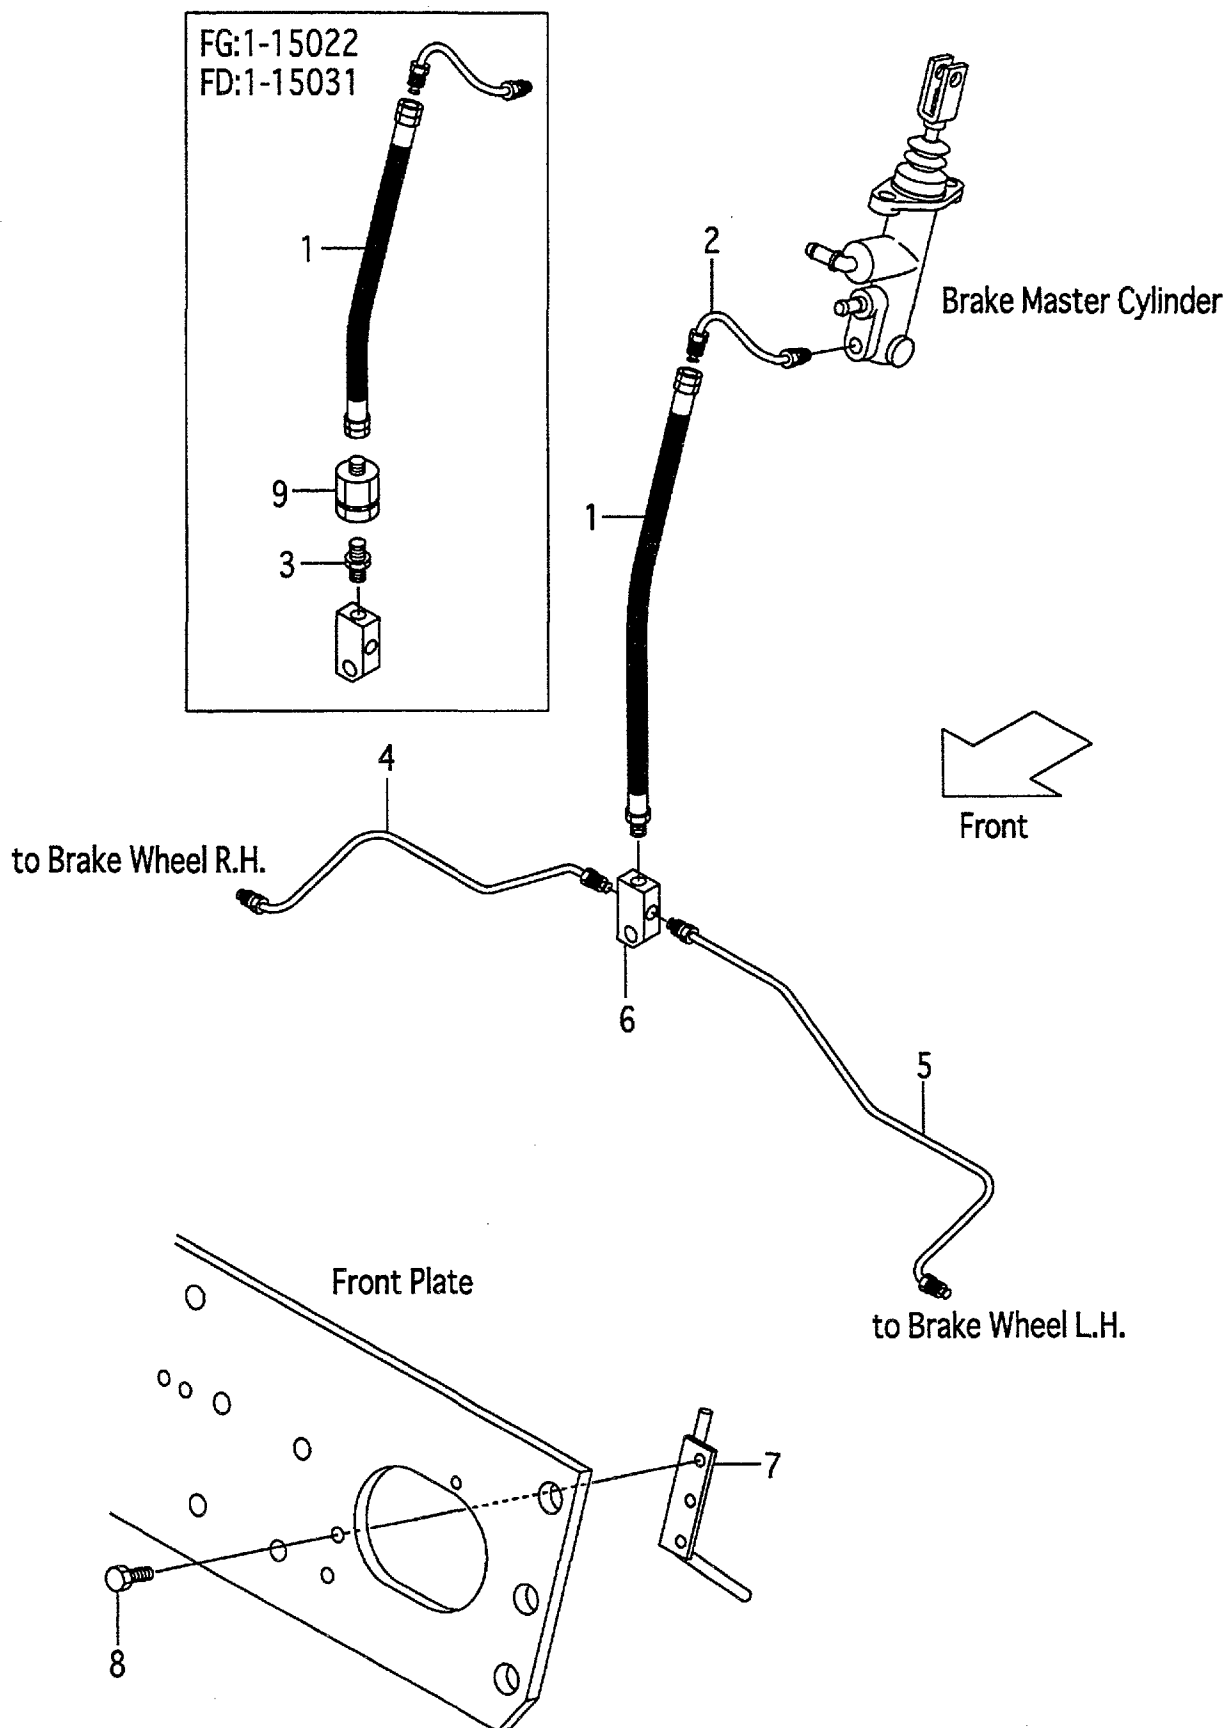 FG:1-15022
FD:1-15031
1
2
Brake Master Cylinder
9
1
3
4
Front
to Brake Wheel R.H.
6
5
Front Plate
to Brake Wheel L.H.
7
8